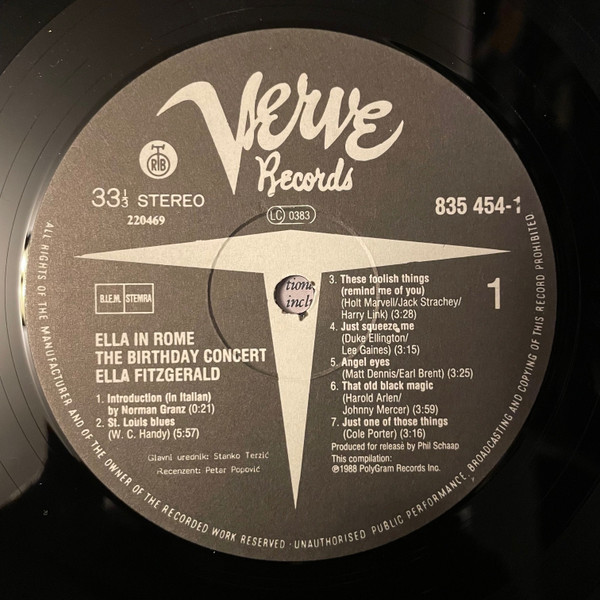 Verve
Records
RTB
33 1/3 STEREO
220469
LC 0383
835 454-1
1
B.I.E.M. STEMRA
ELLA IN ROME
THE BIRTHDAY CONCERT
ELLA FITZGERALD
1. Introduction (in Italian)
by Norman Granz (0:21)
2. St. Louis blues
(W. C. Handy) (5:57)
3. These foolish things
(remind me of you)
(Holt Marvell/Jack Strachey/
Harry Link) (3:28)
4. Just squeeze me
(Duke Ellington/
Lee Gaines) (3:15)
5. Angel eyes
(Matt Dennis/Earl Brent) (3:25)
6. That old black magic
(Harold Arlen/
Johnny Mercer) (3:59)
7. Just one of those things
(Cole Porter) (3:16)
Produced for release by Phil Schaap
This compilation:
℗1988 PolyGram Records Inc.
Glavni urednik: Stanko Terzić
Recenzent: Petar Popović
ALL RIGHTS OF THE MANUFACTURER AND OF THE OWNER OF THE RECORDED WORK RESERVED · UNAUTHORISED PUBLIC PERFORMANCE, BROADCASTING AND COPYING OF THIS RECORD PROHIBITED